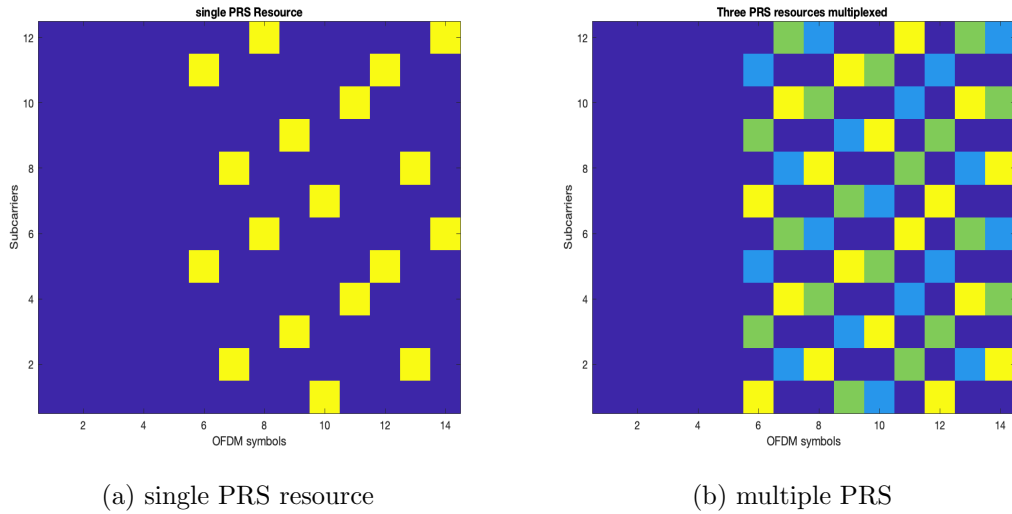 single PRS Resource
12
10
8
6
4
2
Subcarriers
2 4 6 8 10 12 14
OFDM symbols
(a) single PRS resource
Three PRS resources multiplexed
12
10
8
6
4
2
Subcarriers
2 4 6 8 10 12 14
OFDM symbols
(b) multiple PRS